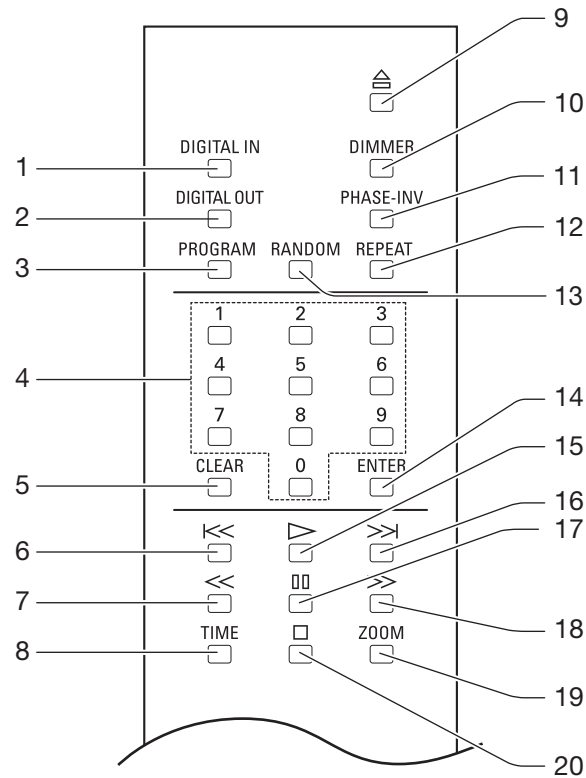 9
10
DIGITAL IN DIMMER
1
11
DIGITAL OUT PHASE-INV
2
12
PROGRAM RANDOM REPEAT
3
13
1 2 3
4 5 6
4
7 8 9
14
15
CLEAR 0 ENTER
5
16
6
17
7
18
TIME ZOOM
8
19
20